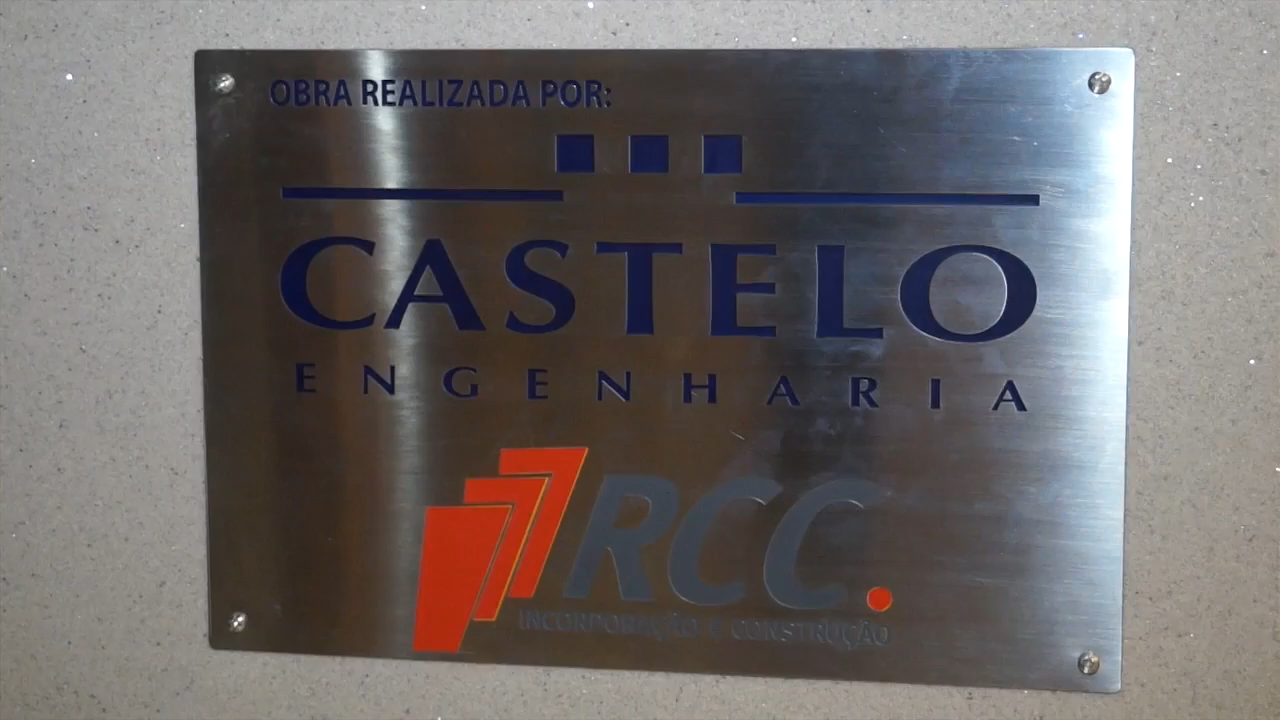 OBRA REALIZADA POR:
CASTELO
ENGENHARIA
RCC.
INCORPORAÇÃO E CONSTRUÇÃO